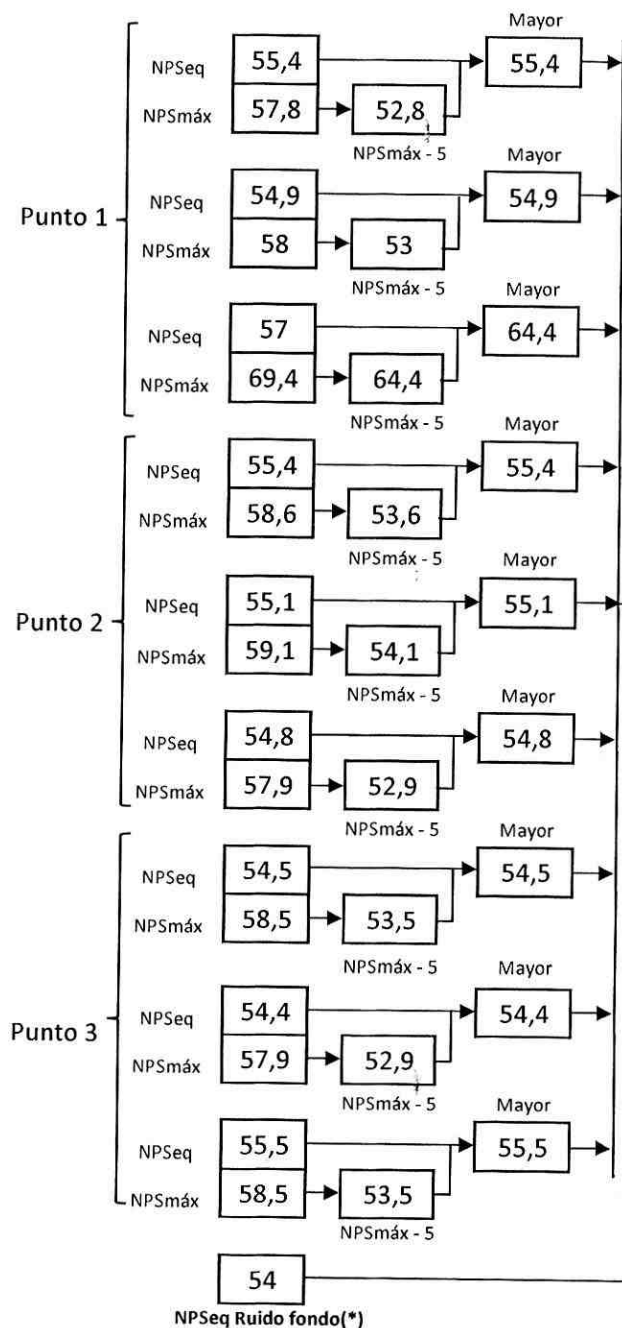 Mayor
NPSeq 55,4 55,4
NPSmáx 57,8 52,8
NPSmáx - 5
Mayor
NPSeq 54,9 54,9
Punto 1
NPSmáx 58 53
NPSmáx - 5
Mayor
NPSeq 57 64,4
NPSmáx 69,4 64,4
NPSmáx - 5
Mayor
NPSeq 55,4 55,4
NPSmáx 58,6 53,6
NPSmáx - 5
Mayor
NPSeq 55,1 55,1
Punto 2
NPSmáx 59,1 54,1
NPSmáx - 5
Mayor
NPSeq 54,8 54,8
NPSmáx 57,9 52,9
NPSmáx - 5
Mayor
NPSeq 54,5 54,5
NPSmáx 58,5 53,5
NPSmáx - 5
Mayor
NPSeq 54,4 54,4
Punto 3
NPSmáx 57,9 52,9
NPSmáx - 5
Mayor
NPSeq 55,5 55,5
NPSmáx 58,5 53,5
NPSmáx - 5
54
NPSeq Ruido fondo(*)